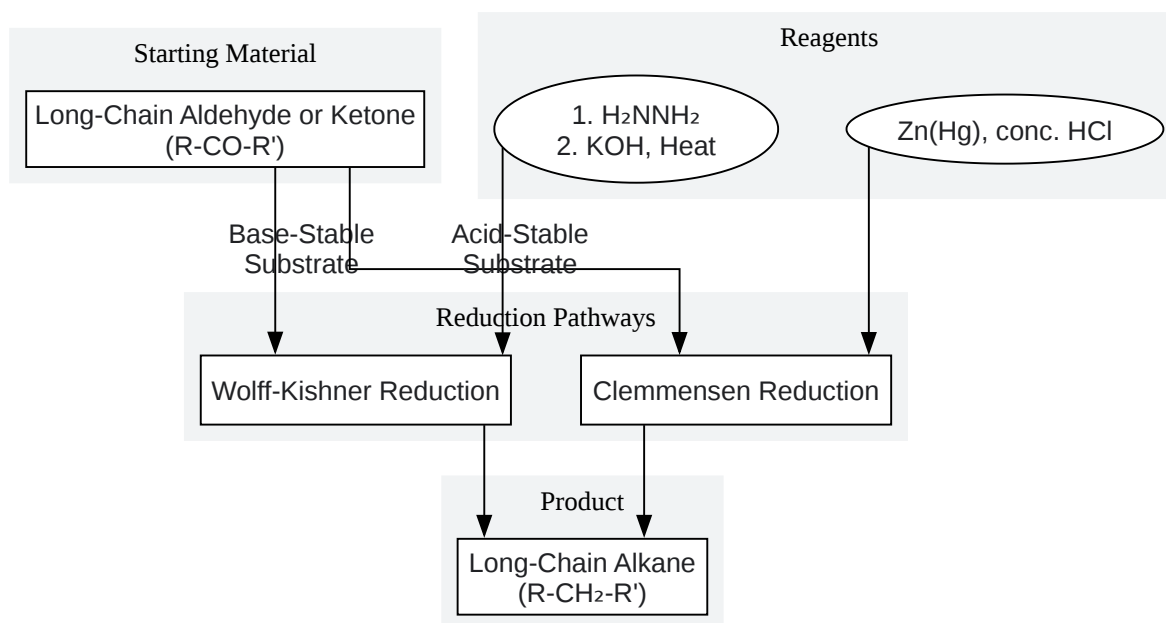 Starting Material
Reagents
Long-Chain Aldehyde or Ketone
(R-CO-R')
1. H₂NNH₂
2. KOH, Heat
Zn(Hg), conc. HCl
Base-Stable
Substrate
Acid-Stable
Substrate
Reduction Pathways
Wolff-Kishner Reduction
Clemmensen Reduction
Product
Long-Chain Alkane
(R-CH₂-R')